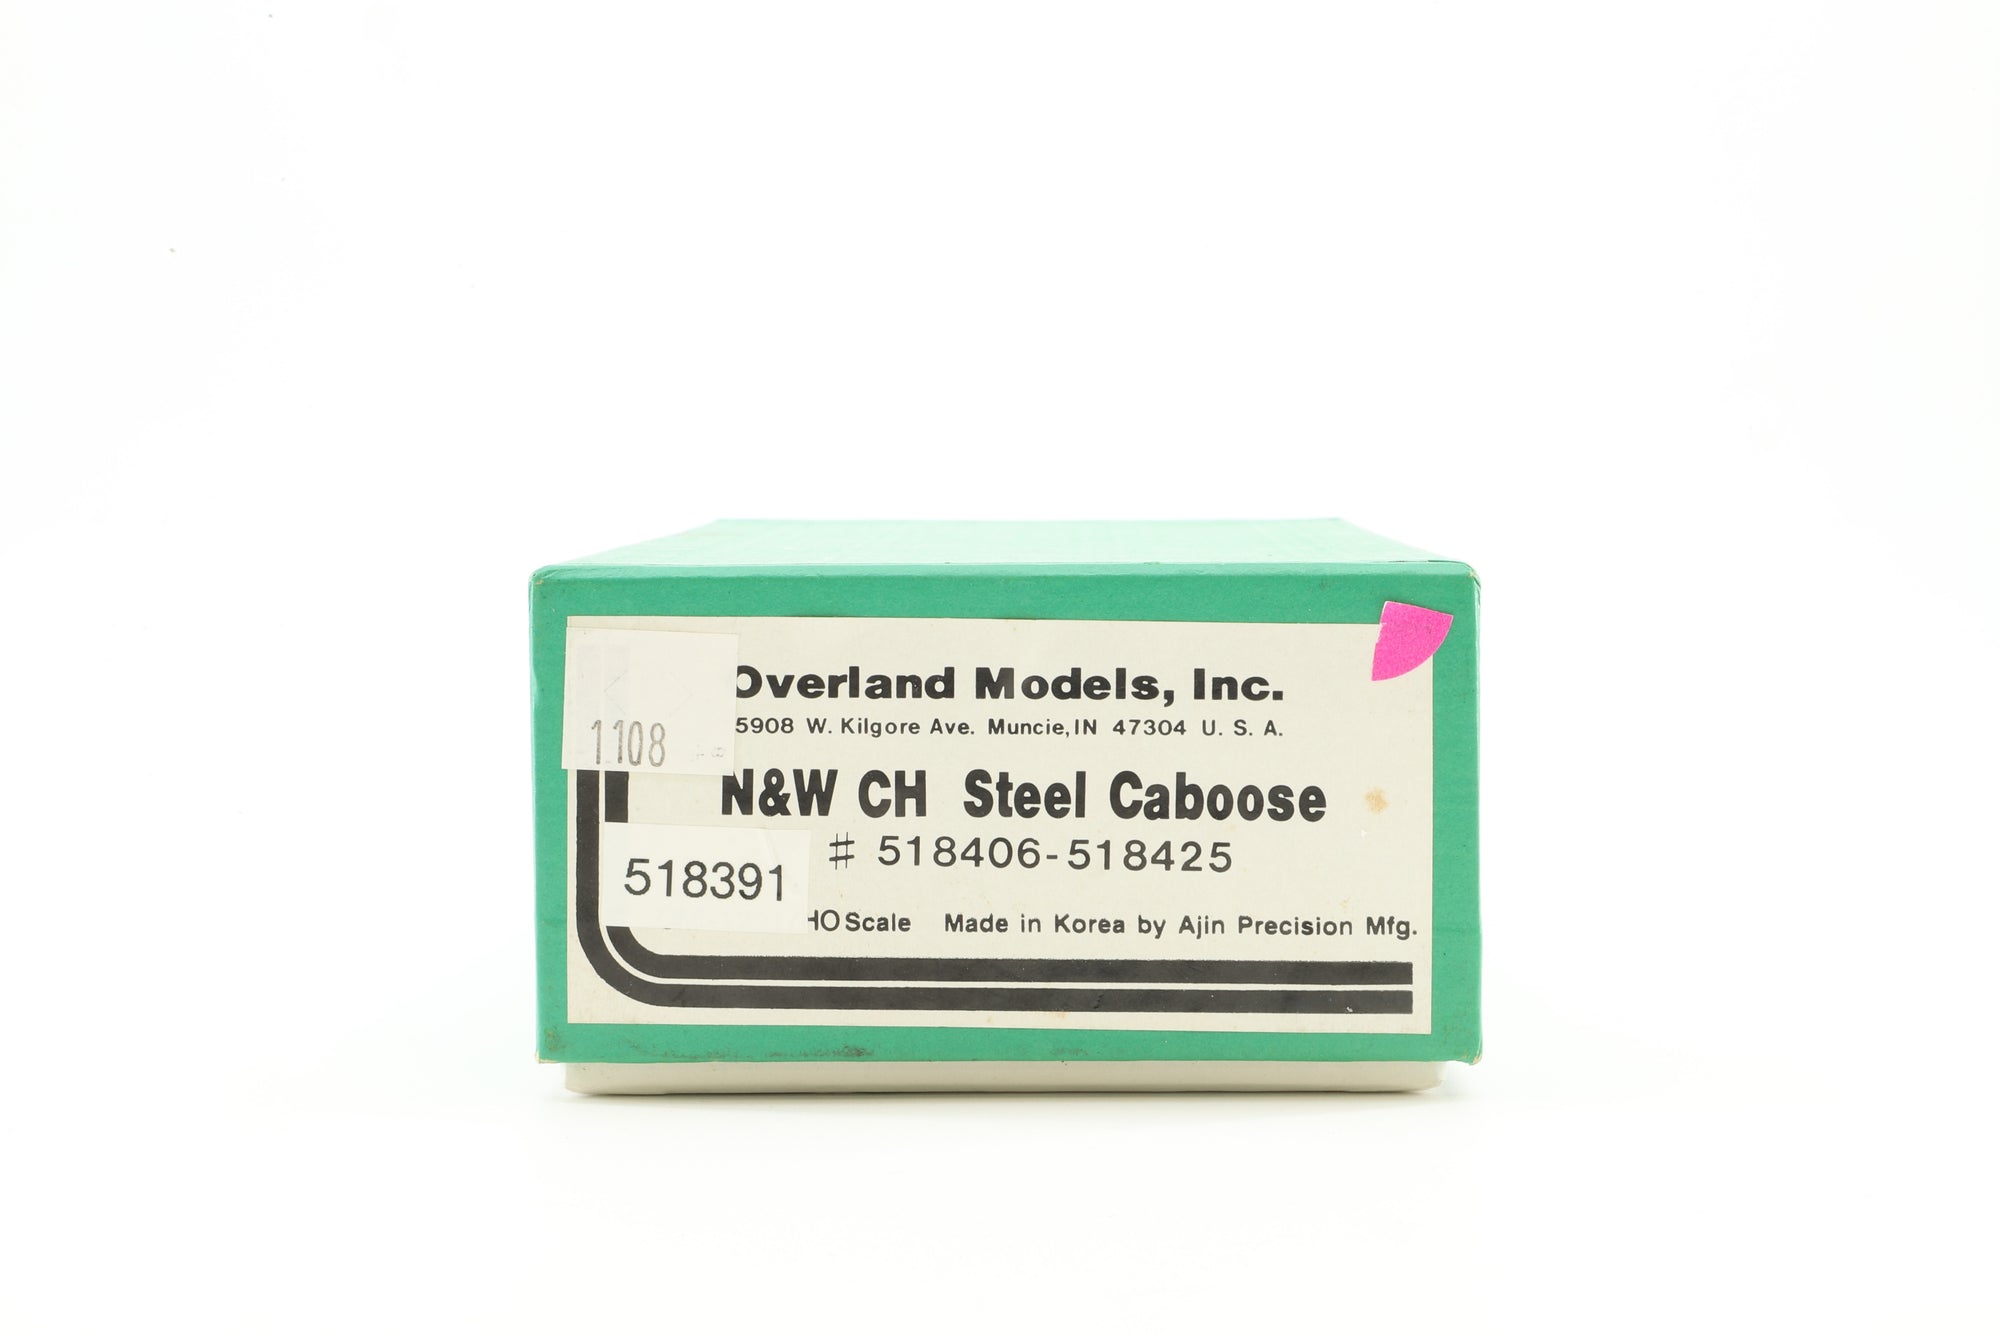 Overland Models, Inc.
5908 W. Kilgore Ave. Muncie, IN 47304 U. S. A.
1108
N&W CH Steel Caboose
# 518406-518425
518391
HO Scale Made in Korea by Ajin Precision Mfg.